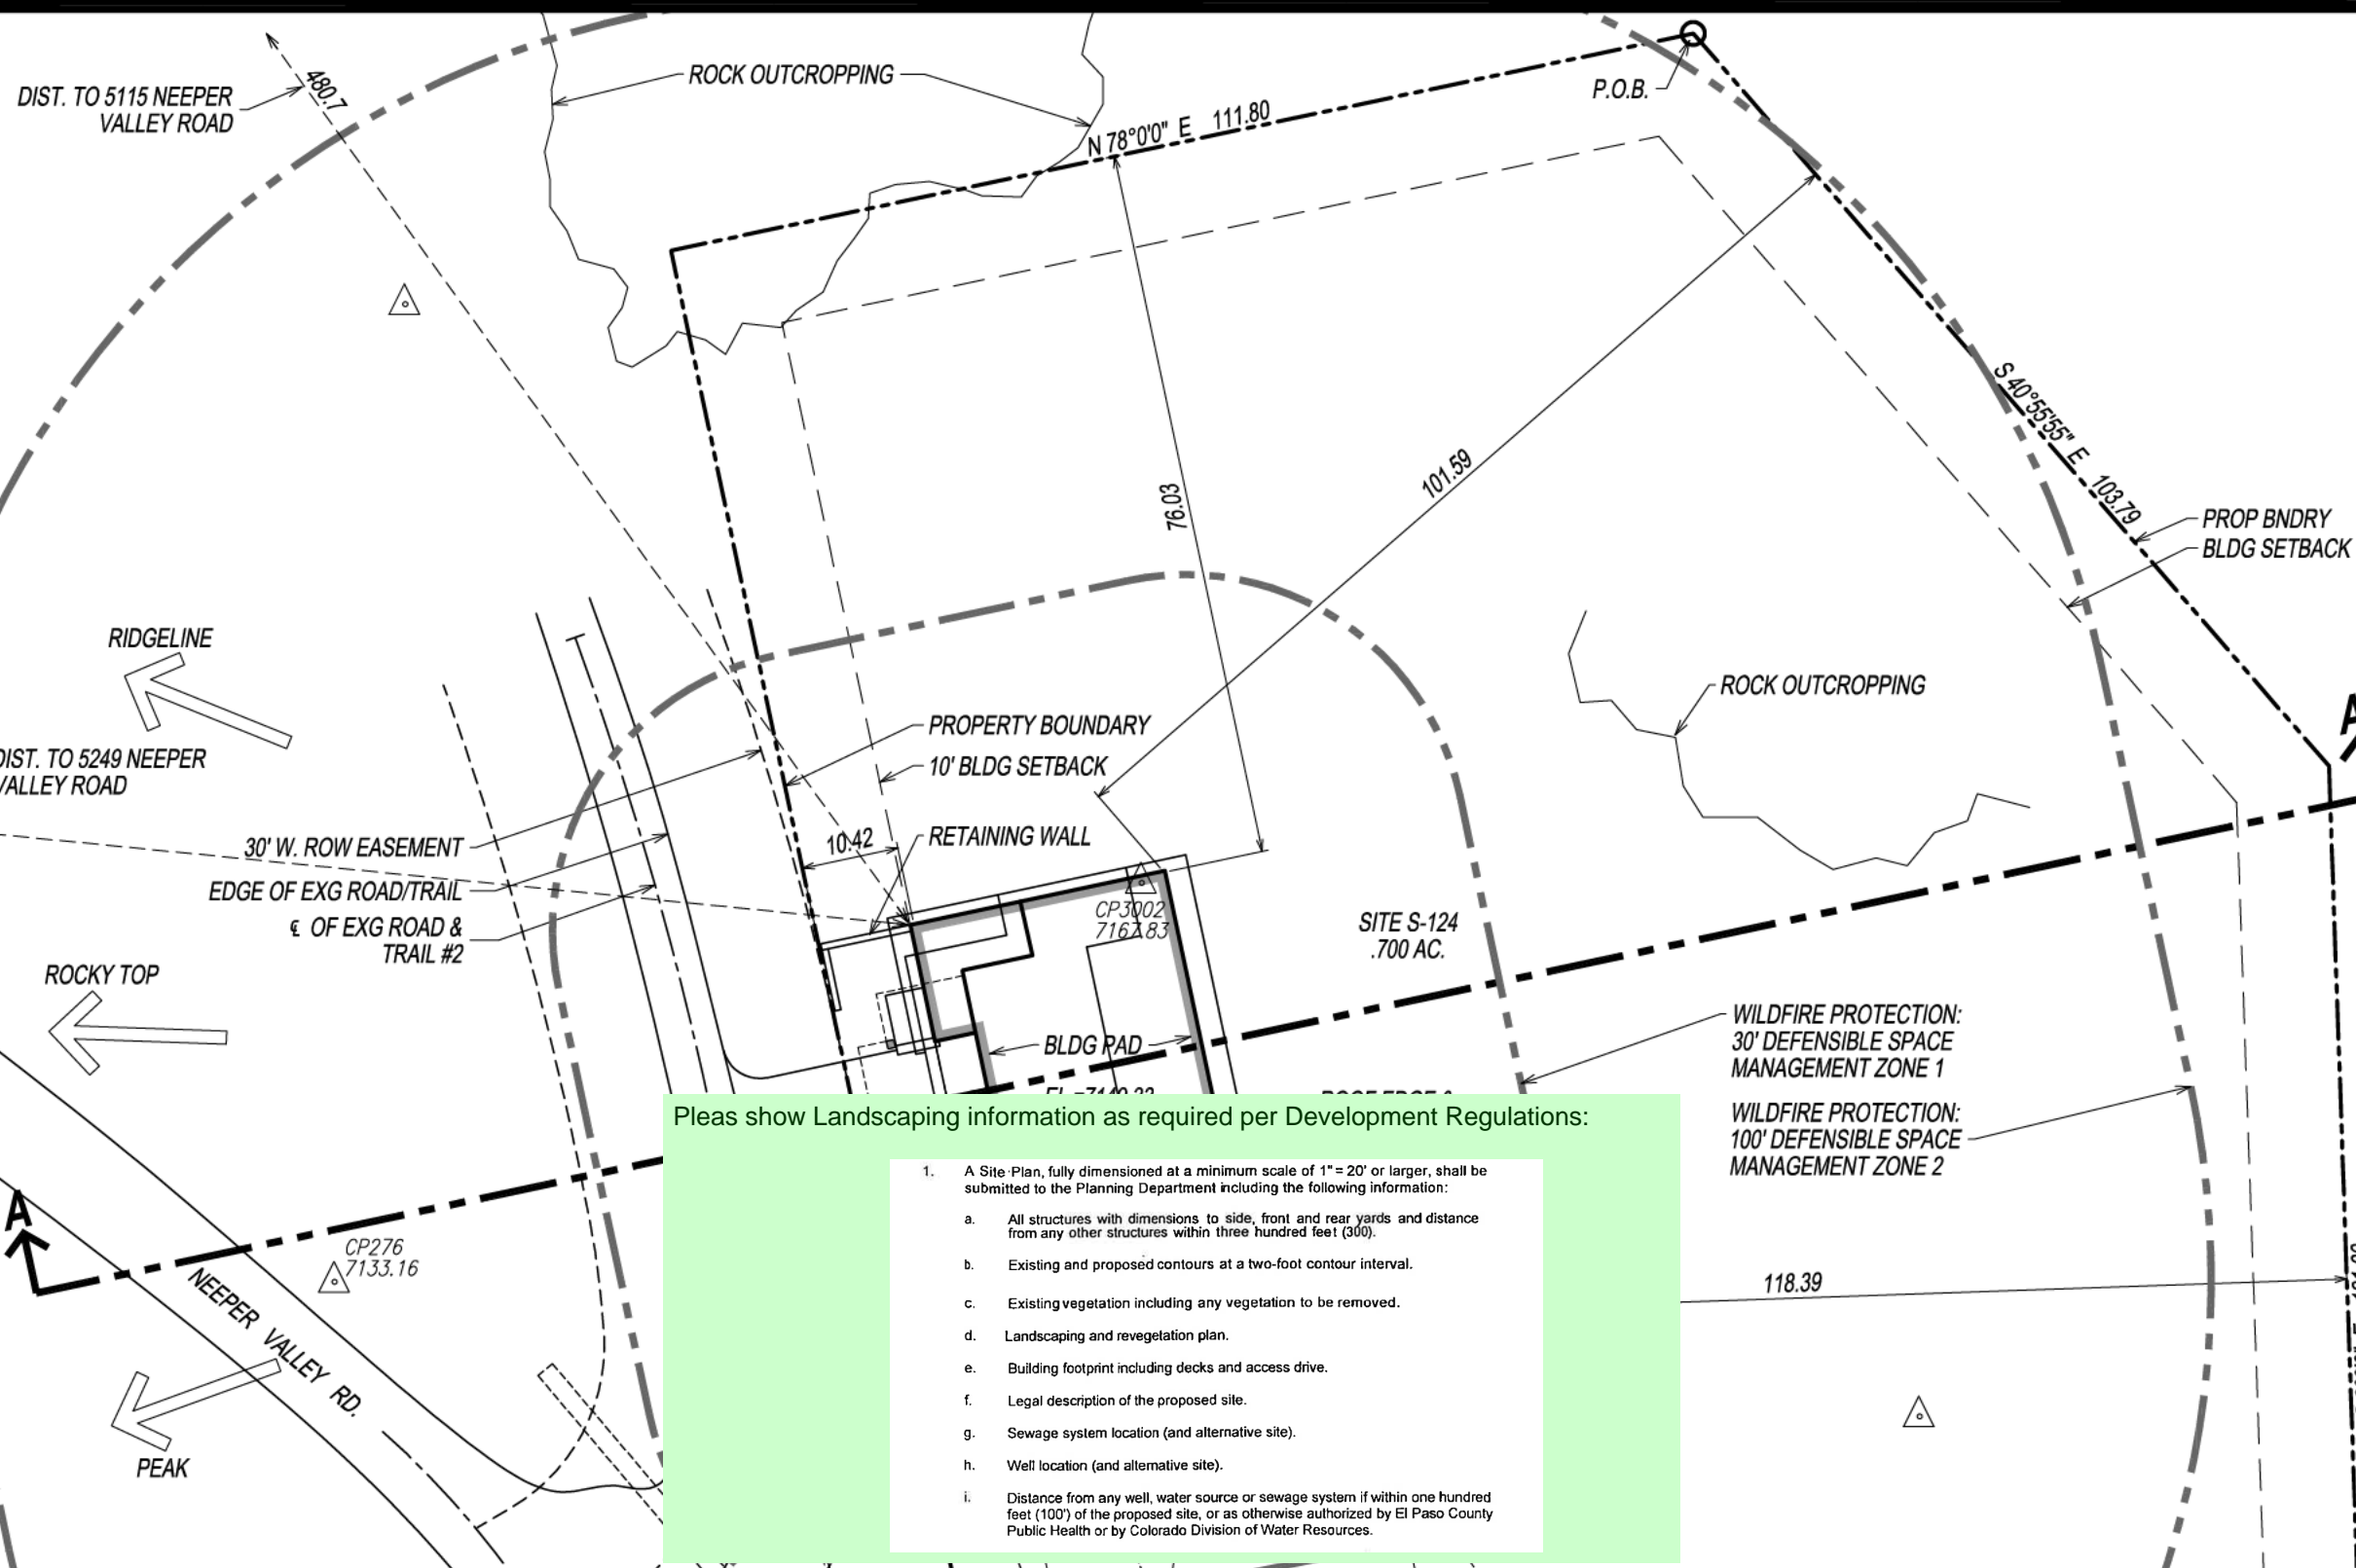 DIST. TO 5115 NEEPER
VALLEY ROAD
480.7
ROCK OUTCROPPING
P.O.B.
N 78°0'0" E 111.80
76.03
101.59
S 40°55'55" E 103.79
PROP BNDRY
BLDG SETBACK
RIDGELINE
ROCK OUTCROPPING
PROPERTY BOUNDARY
10' BLDG SETBACK
DIST. TO 5249 NEEPER
VALLEY ROAD
A
10.42
RETAINING WALL
30' W. ROW EASEMENT
EDGE OF EXG ROAD/TRAIL
℄ OF EXG ROAD &
TRAIL #2
CP3002
7167.83
SITE S-124
.700 AC.
ROCKY TOP
BLDG PAD
WILDFIRE PROTECTION:
30' DEFENSIBLE SPACE
MANAGEMENT ZONE 1
WILDFIRE PROTECTION:
100' DEFENSIBLE SPACE
MANAGEMENT ZONE 2
Pleas show Landscaping information as required per Development Regulations:
1. A Site Plan, fully dimensioned at a minimum scale of 1" = 20' or larger, shall be
submitted to the Planning Department including the following information:
a. All structures with dimensions to side, front and rear yards and distance
from any other structures within three hundred feet (300).
b. Existing and proposed contours at a two-foot contour interval.
c. Existing vegetation including any vegetation to be removed.
d. Landscaping and revegetation plan.
e. Building footprint including decks and access drive.
f. Legal description of the proposed site.
g. Sewage system location (and alternative site).
h. Well location (and alternative site).
i. Distance from any well, water source or sewage system if within one hundred
feet (100') of the proposed site, or as otherwise authorized by El Paso County
Public Health or by Colorado Division of Water Resources.
A
CP276
7133.16
NEEPER VALLEY RD.
PEAK
118.39